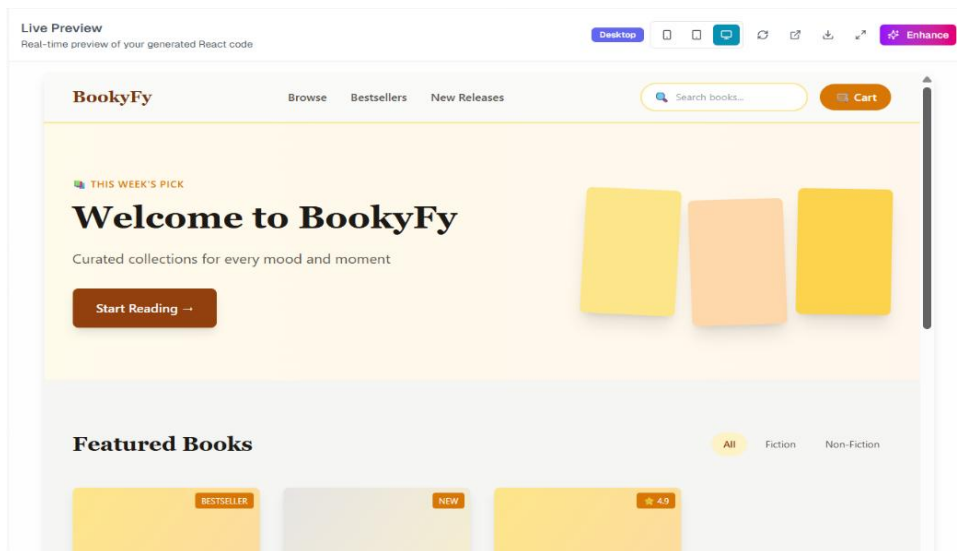 Live Preview
Real-time preview of your generated React code
Desktop
Enhance
BookyFy
Browse Bestsellers New Releases
Search books...
Cart
THIS WEEK'S PICK
Welcome to BookyFy
Curated collections for every mood and moment
Start Reading →
Featured Books
All Fiction Non-Fiction
BESTSELLER
NEW
4.9